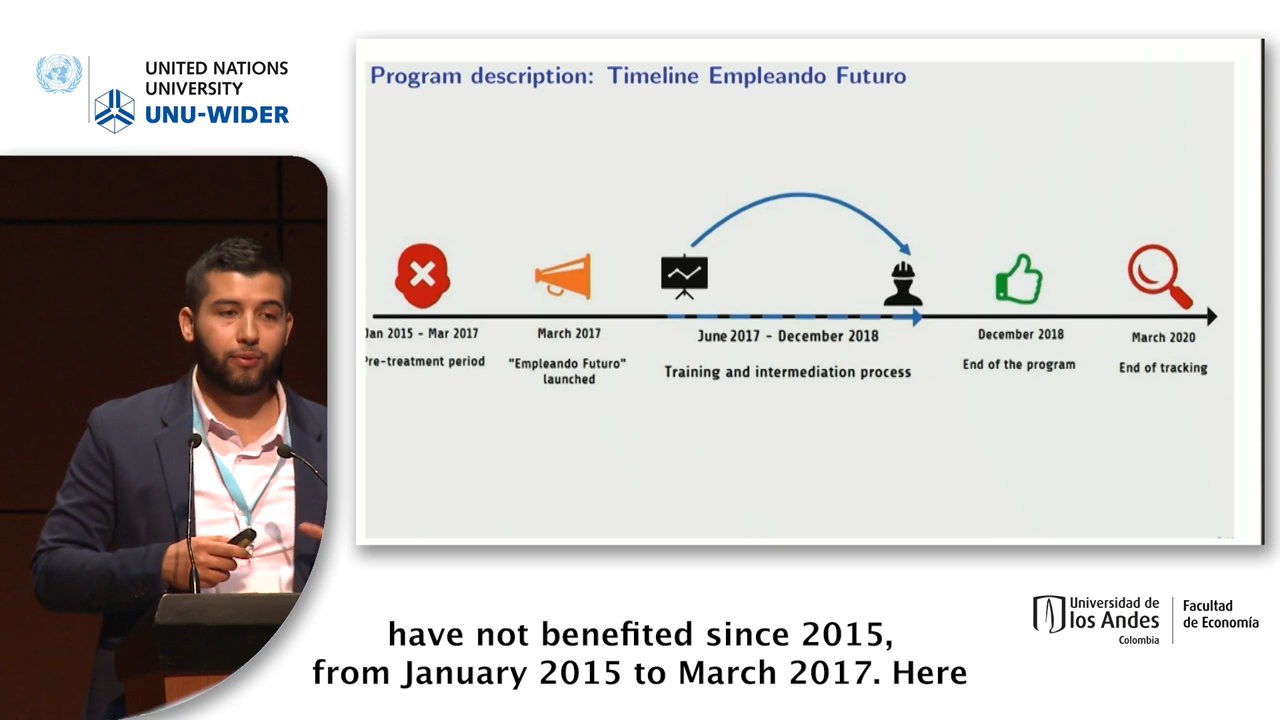 UNITED NATIONS
UNIVERSITY
UNU-WIDER
Program description: Timeline Empleando Futuro
Jan 2015 - Mar 2017
Pre-treatment period
March 2017
"Empleando Futuro"
launched
June 2017 - December 2018
Training and intermediation process
December 2018
End of the program
March 2020
End of tracking
have not benefited since 2015,
from January 2015 to March 2017. Here
Universidad de
los Andes
Colombia
Facultad
de Economía